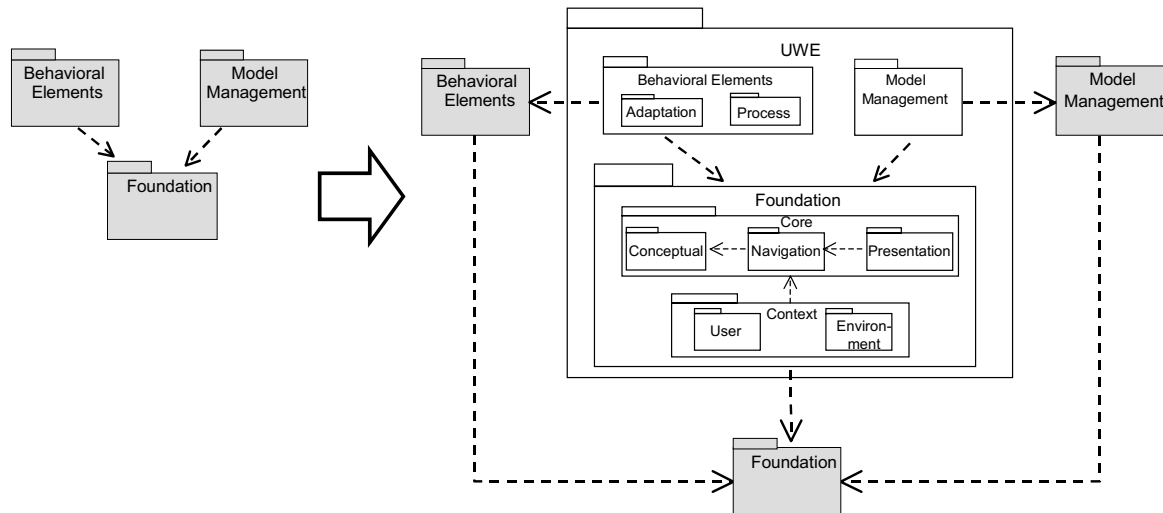 Behavioral
Elements
Model
Management
Foundation
Behavioral
Elements
UWE
Behavioral Elements
Adaptation
Process
Model
Management
Model
Management
Foundation
Core
Conceptual
Navigation
Presentation
Context
User
Environ-
ment
Foundation